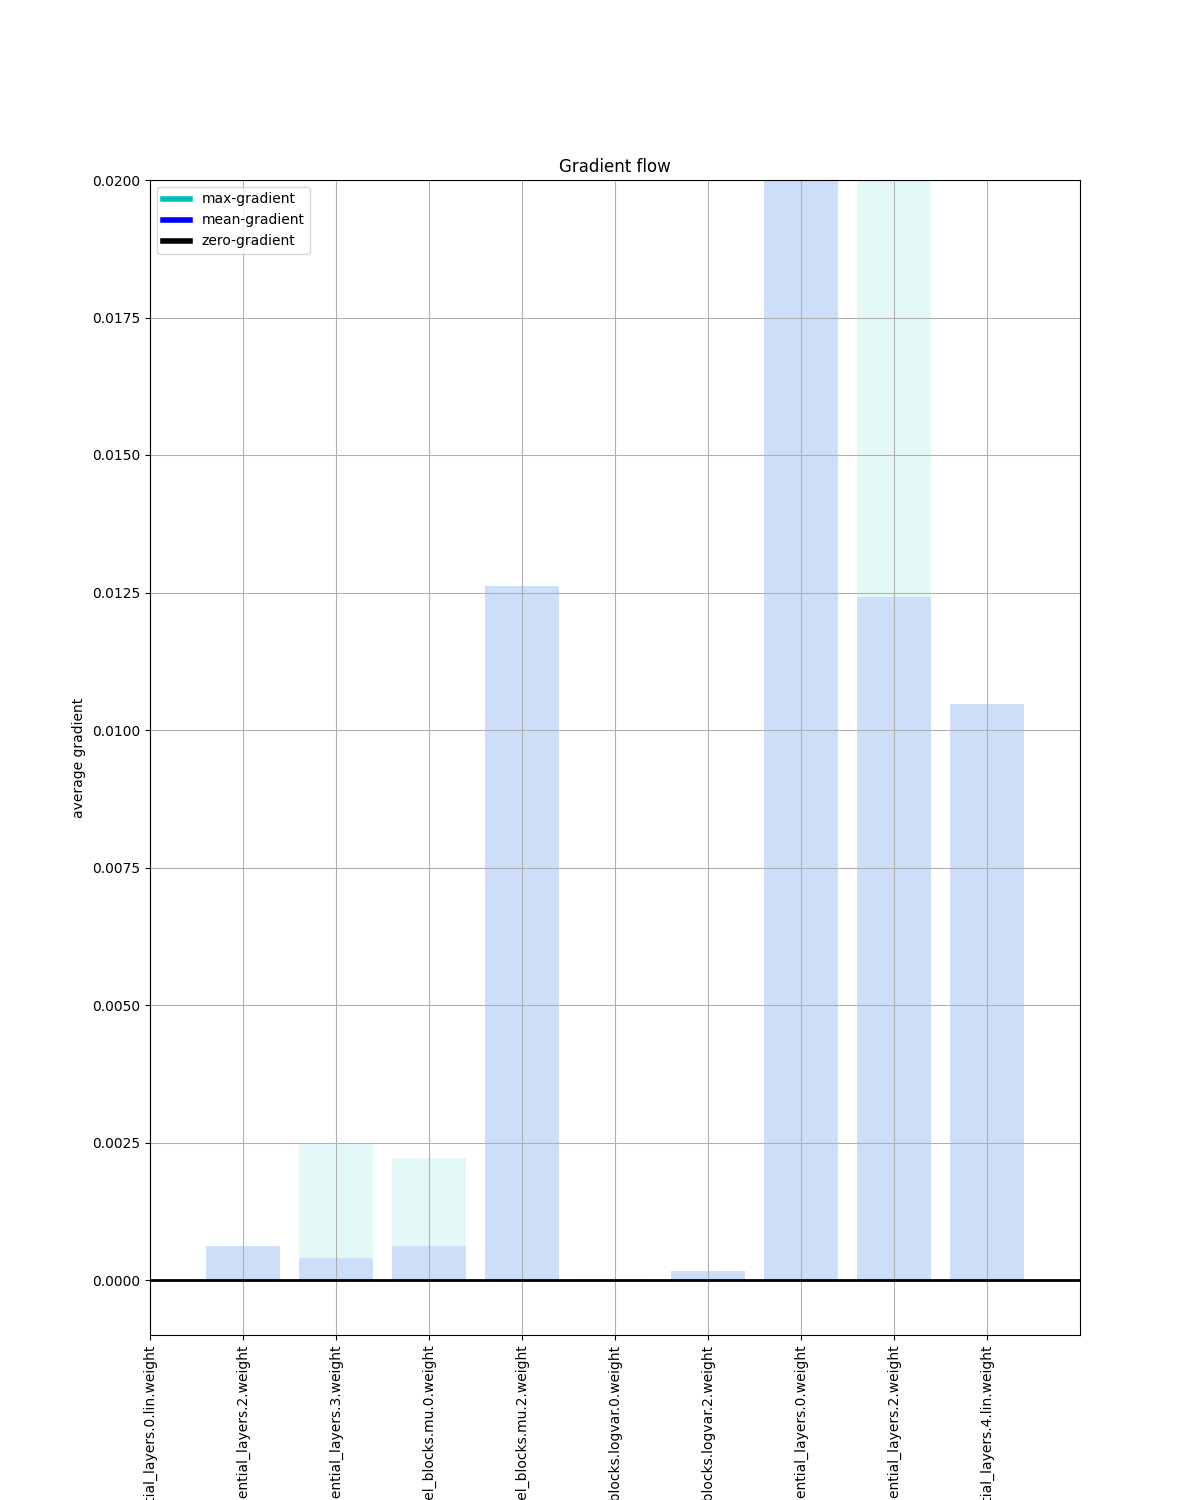 Gradient flow
max-gradient
mean-gradient
zero-gradient
0.0200
0.0175
0.0150
0.0125
0.0100
0.0075
0.0050
0.0025
0.0000
average gradient
tial_layers.0.lin.weight
ential_layers.2.weight
ential_layers.3.weight
el_blocks.mu.0.weight
el_blocks.mu.2.weight
blocks.logvar.0.weight
blocks.logvar.2.weight
ential_layers.0.weight
ential_layers.2.weight
tial_layers.4.lin.weight